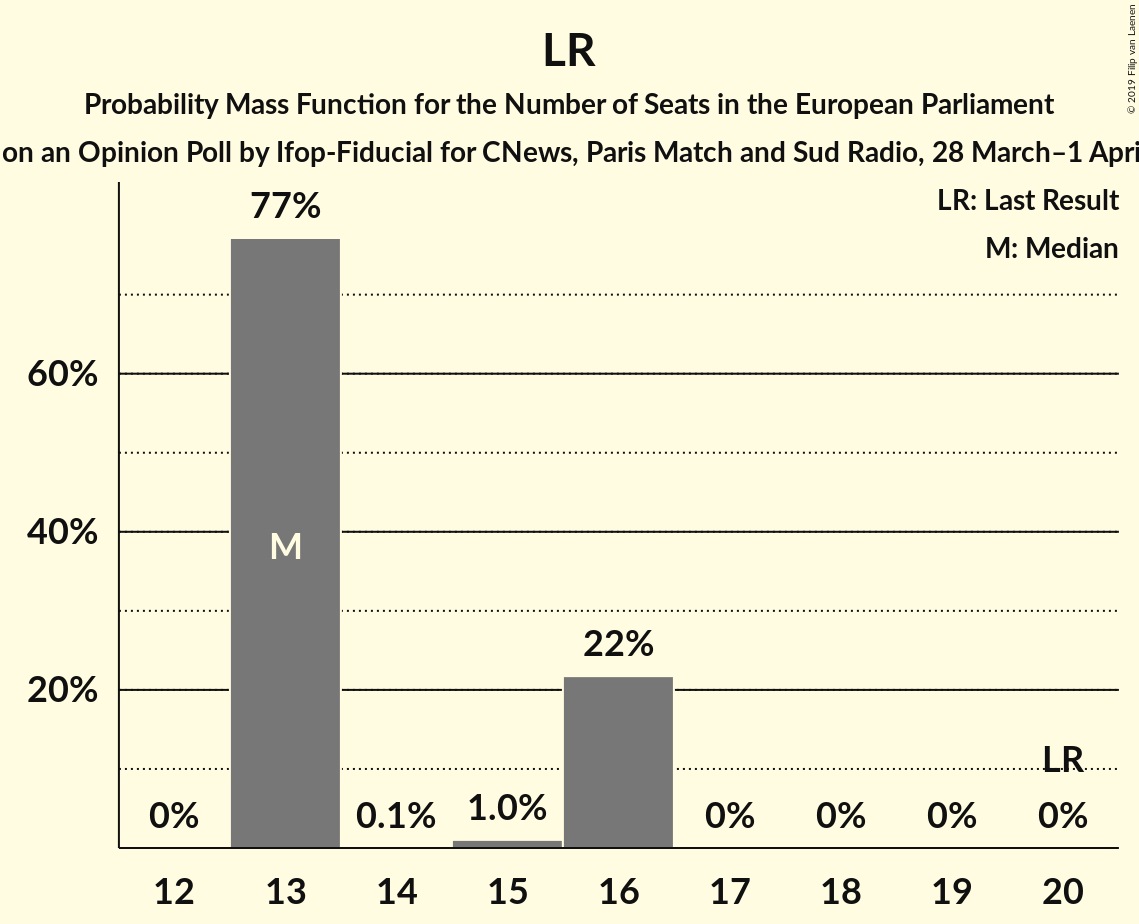 LR
Probability Mass Function for the Number of Seats in the European Parliament
on an Opinion Poll by Ifop-Fiducial for CNews, Paris Match and Sud Radio, 28 March–1 Apri
© 2019 Filip van Laenen
LR: Last Result
M: Median
77%
60%
M
40%
22%
20%
LR
0%
0.1%
1.0%
0%
0%
0%
0%
12
13
14
15
16
17
18
19
20